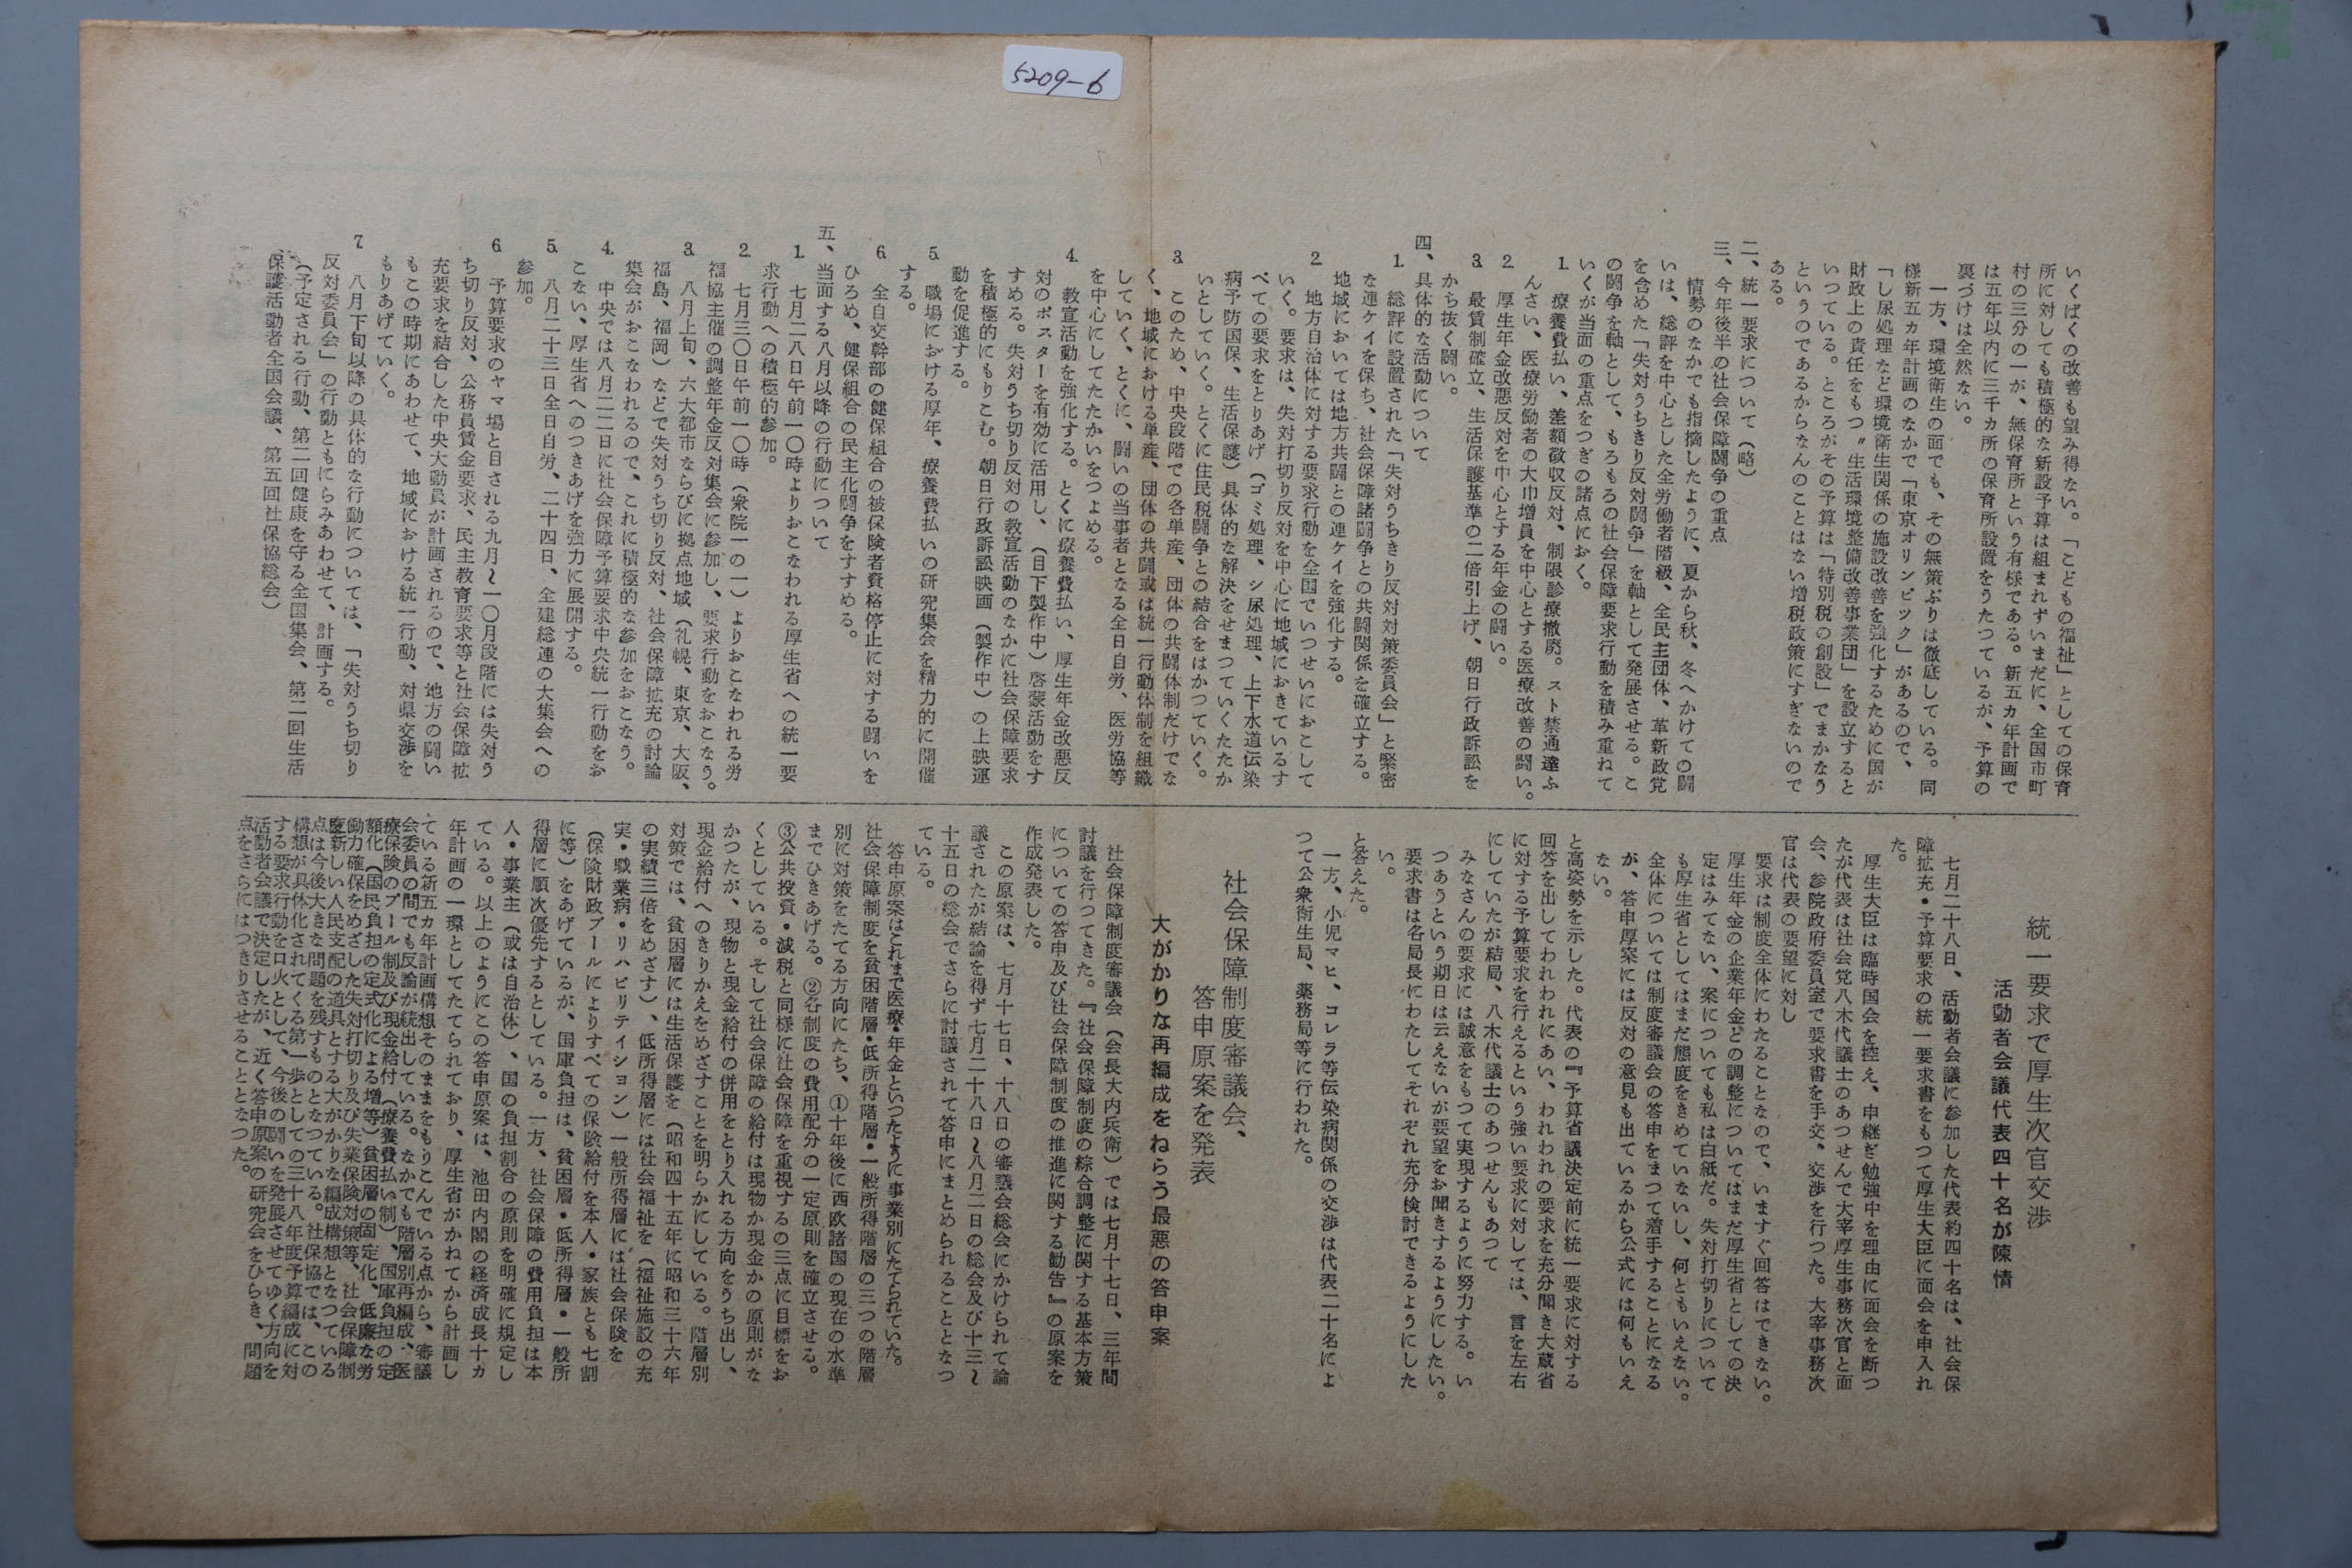 5209-6
いくばくの改善も望み得ない。「こどもの福祉」としての保育
所に対しても積極的な新設予算は組まれずいまだに、全国市町
村の三分の一が、無保育所という有様である。新五カ年計画で
は五年以内に三千カ所の保育所設置をうたつているが、予算の
裏づけは全然ない。
一方、環境衛生の面でも、その無策ぶりは徹底している。同
様新五カ年計画のなかで「東京オリンピツク」があるので、
「し尿処理など環境衛生関係の施設改善を強化するために国が
財政上の責任をもつ〃生活環境整備改善事業団」を設立すると
いつている。ところがその予算は「特別税の創設」でまかなう
というのであるからなんのことはない増税政策にすぎないので
ある。
二、統一要求について（略）
三、今年後半の社会保障闘争の重点
情勢のなかでも指摘したように、夏から秋、冬へかけての闘
いは、総評を中心とした全労働者階級、全民主団体、革新政党
を含めた「失対うちきり反対闘争」を軸として発展させる。こ
の闘争を軸として、もろもろの社会保障要求行動を積み重ねて
いくが当面の重点をつぎの諸点におく。
1. 療養費払い、差額徴収反対、制限診療撤廃。スト禁通達ふ
んさい、医療労働者の大巾増員を中心とする医療改善の闘い。
2. 厚生年金改悪反対を中心とする年金の闘い。
3. 最賃制確立、生活保護基準の二倍引上げ、朝日行政訴訟を
かち抜く闘い。
四、具体的な活動について
1. 総評に設置された「失対うちきり反対対策委員会」と緊密
な連ケイを保ち、社会保障諸闘争との共闘関係を確立する。
地域においては地方共闘との連ケイを強化する。
2. 地方自治体に対する要求行動を全国でいつせいにおこして
いく。要求は、失対打切り反対を中心に地域におきているす
べての要求をとりあげ（ゴミ処理、シ尿処理、上下水道伝染
病予防国保、生活保護）具体的な解決をせまつていくたたか
いとしていく。とくに住民税闘争との結合をはかつていく。
3. このため、中央段階での各単産、団体の共闘体制だけでな
く、地域における単産、団体の共闘或は統一行動体制を組織
していく、とくに、闘いの当事者となる全日自労、医労協等
を中心にしてたたかいをつよめる。
4. 教宣活動を強化する。とくに療養費払い、厚生年金改悪反
対のポスターを有効に活用し、（目下製作中）啓蒙活動をす
すめる。失対うち切り反対の教宣活動のなかに社会保障要求
を積極的にもりこむ。朝日行政訴訟映画（製作中）の上映運
動を促進する。
5. 職場における厚年、療養費払いの研究集会を精力的に開催
する。
6. 全自交幹部の健保組合の被保険者資格停止に対する闘いを
ひろめ、健保組合の民主化闘争をすすめる。
五、当面する八月以降の行動について
1. 七月二八日午前一〇時よりおこなわれる厚生省への統一要
求行動への積極的参加。
2. 七月三〇日午前一〇時（衆院一の一）よりおこなわれる労
福協主催の調整年金反対集会に参加し、要求行動をおこなう。
3. 八月上旬、六大都市ならびに拠点地域（札幌、東京、大阪、
福島、福岡）などで失対うち切り反対、社会保障拡充の討論
集会がおこなわれるので、これに積極的な参加をおこなう。
4. 中央では八月二二日に社会保障予算要求中央統一行動をお
こない、厚生省へのつきあげを強力に展開する。
5. 八月二十三日全日自労、二十四日、全建総連の大集会への
参加。
6. 予算要求のヤマ場と目される九月〜一〇月段階には失対う
ち切り反対、公務員賃金要求、民主教育要求等と社会保障拡
充要求を結合した中央大動員が計画されるので、地方の闘い
もこの時期にあわせて、地域における統一行動、対県交渉を
もりあげていく。
7. 八月下旬以降の具体的な行動については、「失対うち切り
反対委員会」の行動ともにらみあわせて、計画する。
（予定される行動、第二回健康を守る全国集会、第二回生活
保護活動者全国会議、第五回社保協総会）
統一要求で厚生次官交渉
活動者会議代表四十名が陳情
七月二十八日、活動者会議に参加した代表約四十名は、社会保
障拡充・予算要求の統一要求書をもつて厚生大臣に面会を申入れ
た。
厚生大臣は臨時国会を控え、申継ぎ勉強中を理由に面会を断つ
たが代表は社会党八木代議士のあつせんで大宰厚生事務次官と面
会、参院政府委員室で要求書を手交、交渉を行つた。大宰事務次
官は代表の要望に対し
要求は制度全体にわたることなので、いますぐ回答はできない。
厚生年金の企業年金どの調整についてはまだ厚生省としての決
定はみてない、案についても私は白紙だ。失対打切りについて
も厚生省としてはまだ態度をきめていないし、何ともいえない。
全体については制度審議会の答申をまつて着手することになる
が、答申厚案には反対の意見も出ているから公式には何もいえ
ない。
と高姿勢を示した。代表の『予算省議決定前に統一要求に対する
回答を出してわれわれにあい、われわれの要求を充分聞き大蔵省
に対する予算要求を行えるという強い要求に対しては、言を左右
にしていたが結局、八木代議士のあつせんもあつて
みなさんの要求には誠意をもつて実現するように努力する。い
つあうという期日は云えないが要望をお聞きするようにしたい。
要求書は各局長にわたしてそれぞれ充分検討できるようにした
い。
と答えた。
一方、小児マヒ、コレラ等伝染病関係の交渉は代表二十名によ
つて公衆衛生局、薬務局等に行われた。
社会保障制度審議会、
答申原案を発表
大がかりな再編成をねらう最悪の答申案
社会保障制度審議会（会長大内兵衛）では七月十七日、三年間
討議を行つてきた。『社会保障制度の綜合調整に関する基本方策
についての答申及び社会保障制度の推進に関する勧告』の原案を
作成発表した。
この原案は、七月十七日、十八日の審議会総会にかけられて論
議されたが結論を得ず七月二十八日〜八月二日の総会及び十三〜
十五日の総会でさらに討議されて答申にまとめられることとなつ
ている。
答申原案はこれまで医療・年金といつたように事業別にたてられていた。
社会保障制度を貧困階層・低所得階層・一般所得階層の三つの階層
別に対策をたてる方向にたち、①十年後に西欧諸国の現在の水準
までひきあげる。②各制度の費用配分の一定原則を確立させる。
③公共投資・減税と同様に社会保障を重視するの三点に目標をお
くとしている。そして社会保障の給付は現物か現金かの原則がな
かつたが、現物と現金給付の併用をとり入れる方向をうち出し、
現金給付へのきりかえをめざすことを明らかにしている。階層別
対策では、貧困層には生活保護を（昭和四十五年に昭和三十六年
の実績三倍をめざす）、低所得層には社会福祉を（福祉施設の充
実・職業病・リハビリテイション）一般所得層には社会保険を
（保険財政プールによりすべての保険給付を本人・家族とも七割
に等）をあげているが、国庫負担は、貧困層・低所得層・一般所
得層に順次優先するとしている。一方、社会保障の費用負担は本
人・事業主（或は自治体）、国の負担割合の原則を明確に規定し
ている。以上のようにこの答申原案は、池田内閣の経済成長十カ
年計画の一環としてたてられており、厚生省がかねてから計画し
ている新五カ年計画構想そのままをもりこんでいる点から、審議
会委員の間でも反論が続出している。なかでも階層別再編成、医
療保険のプール制及び現金給付（療養費払い制）、国庫負担の定
額化（国民負担の定式化による増等）貧困層の固定化、低廉な労
働力確保をめざした失対打切り及び失業保険対策等、社会保障制
度新しい人民支配の道具とする大がかりな編成構想となつている
点は今後大きな問題を残すものとなつている。社保協では、この
構想が具体化されてくる第一歩としての三十八年度予算編成に対
する要求行動を口火として、今後の闘いを発展させてゆく方向を
活動者会議で決定したが、近く答申原案の研究会をひらき、問題
点をさらにはつきりさせることとなつた。